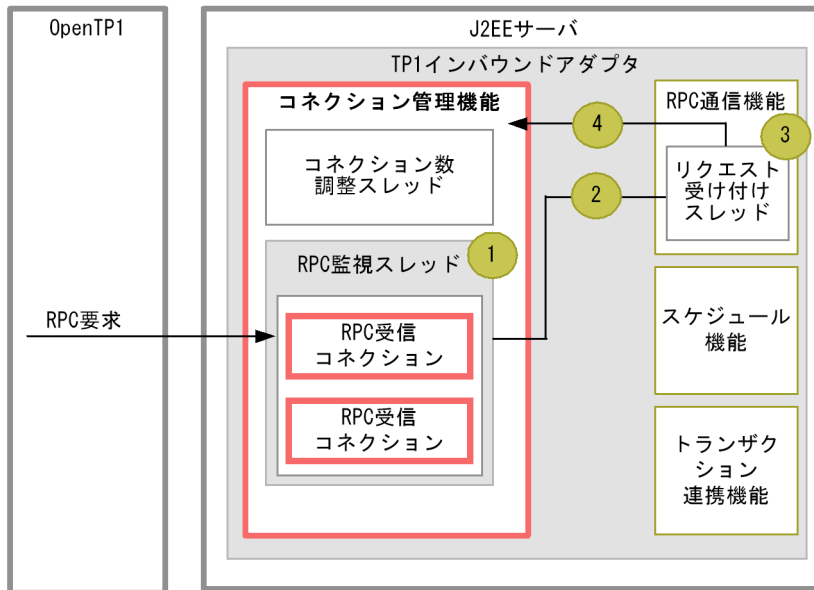 OpenTP1
J2EEサーバ
TP1インバウンドアダプタ
コネクション管理機能
RPC通信機能
4
3
コネクション数
調整スレッド
リクエスト
受け付け
スレッド
2
1
RPC監視スレッド
RPC要求
RPC受信
コネクション
スケジュール
機能
RPC受信
コネクション
トランザク
ション
連携機能